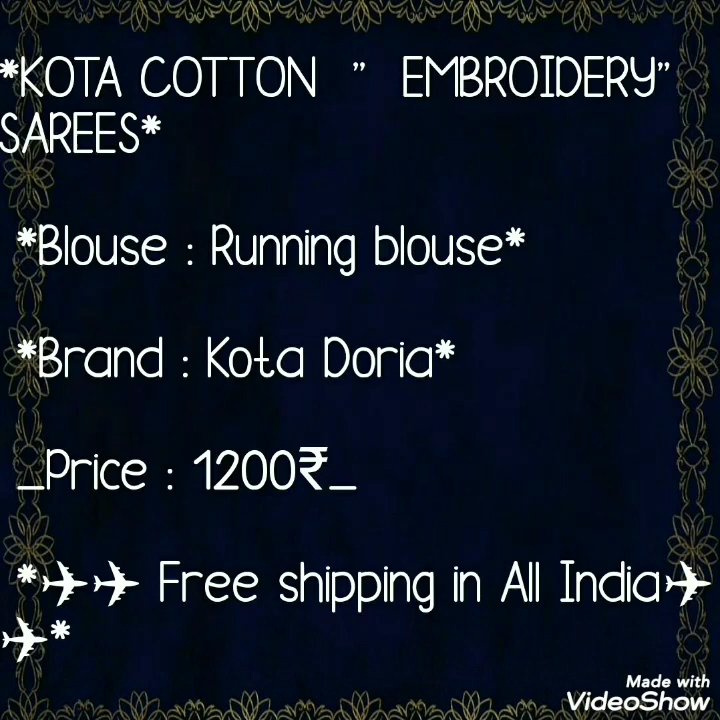 *KOTA COTTON " EMBROIDERY"
SAREES*
*Blouse : Running blouse*
*Brand : Kota Doria*
_Price : 1200₹_
*✈✈ Free shipping in All India✈
✈*
Made with
VideoShow